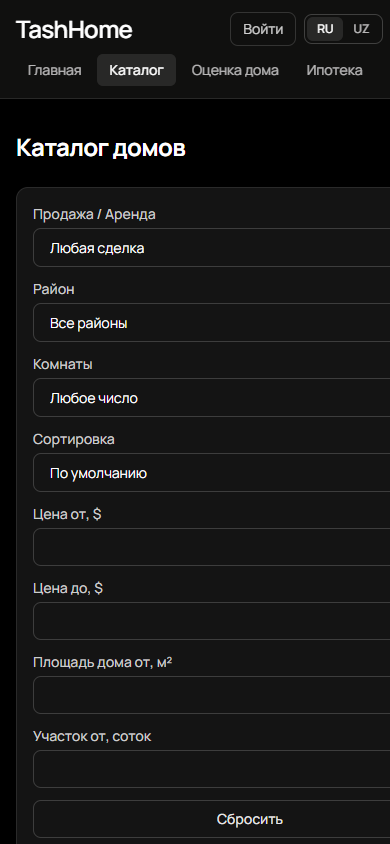 TashHome
Войти
RU UZ
Главная Каталог Оценка дома Ипотека
Каталог домов
Продажа / Аренда
Любая сделка
Район
Все районы
Комнаты
Любое число
Сортировка
По умолчанию
Цена от, $
Цена до, $
Площадь дома от, м²
Участок от, соток
Сбросить